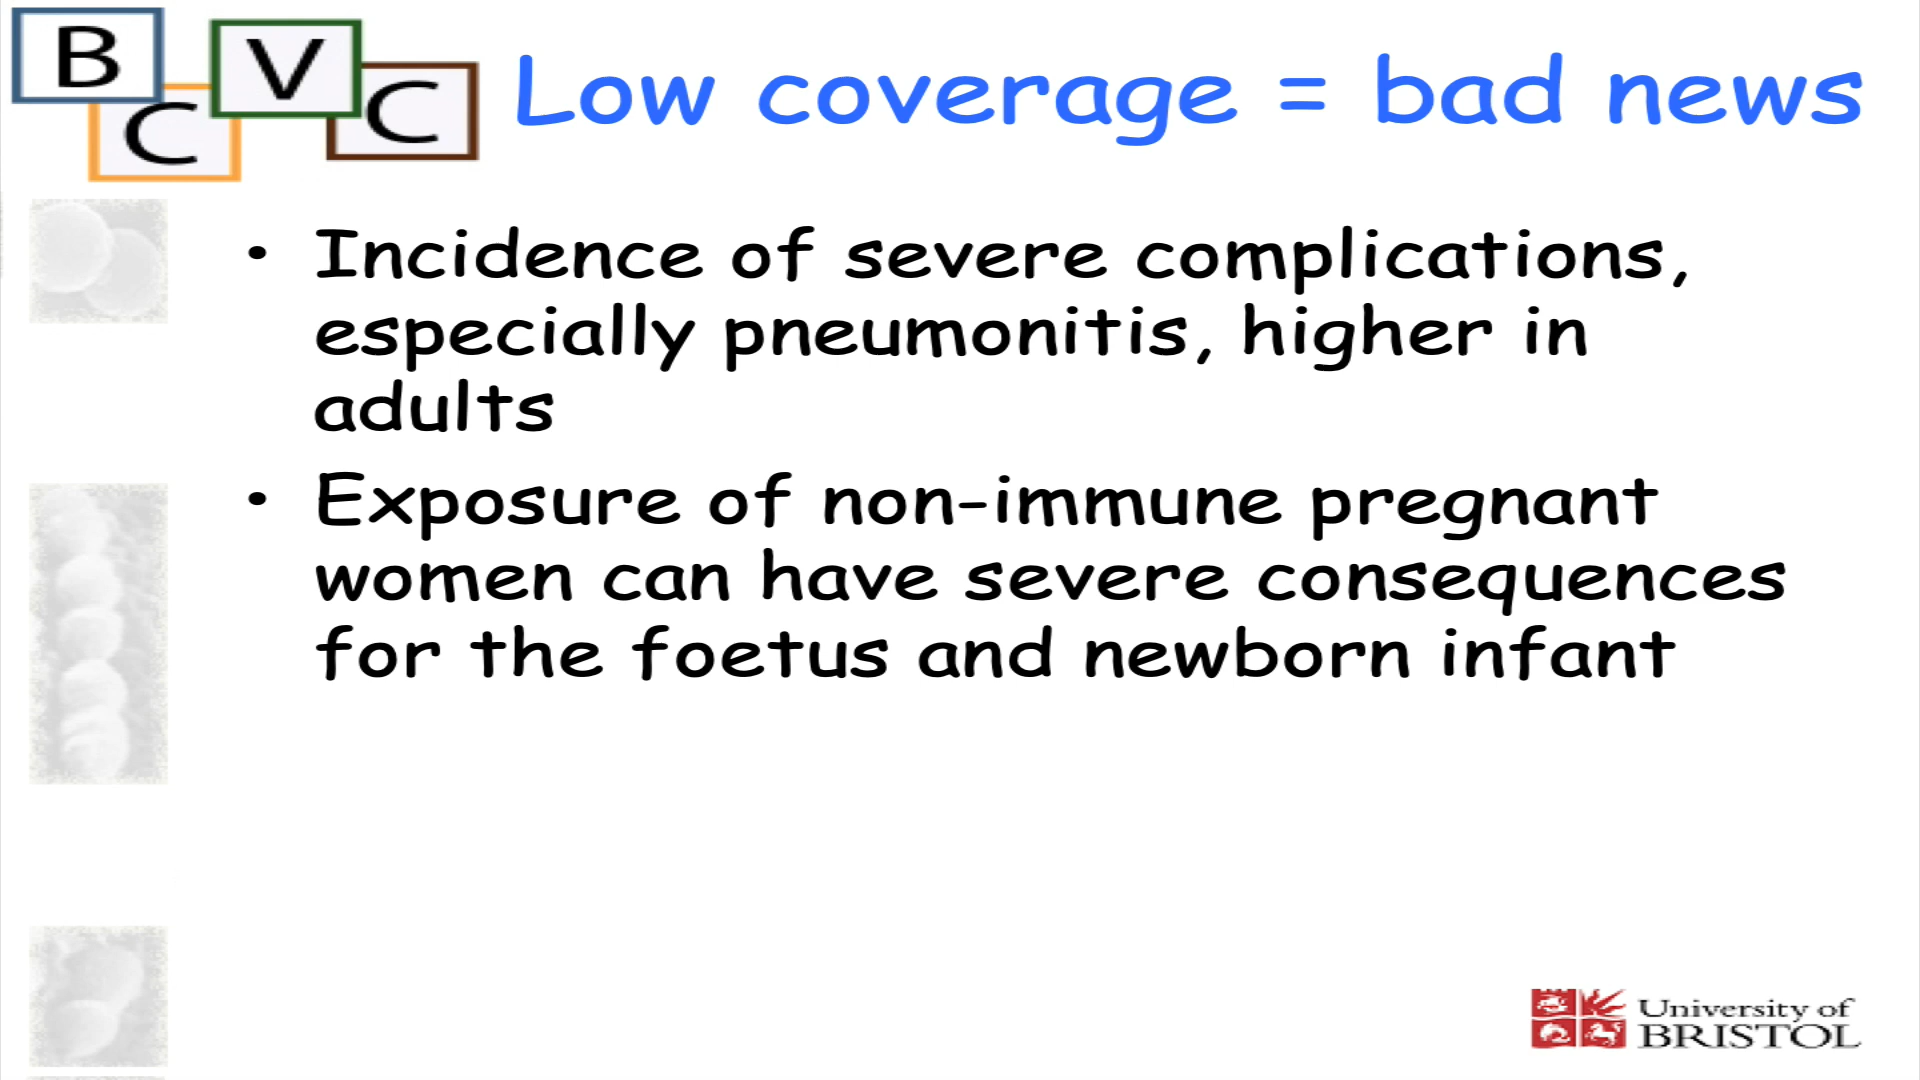 B
C
V
C
Low coverage = bad news
• Incidence of severe complications,
especially pneumonitis, higher in
adults
• Exposure of non-immune pregnant
women can have severe consequences
for the foetus and newborn infant
University of
BRISTOL